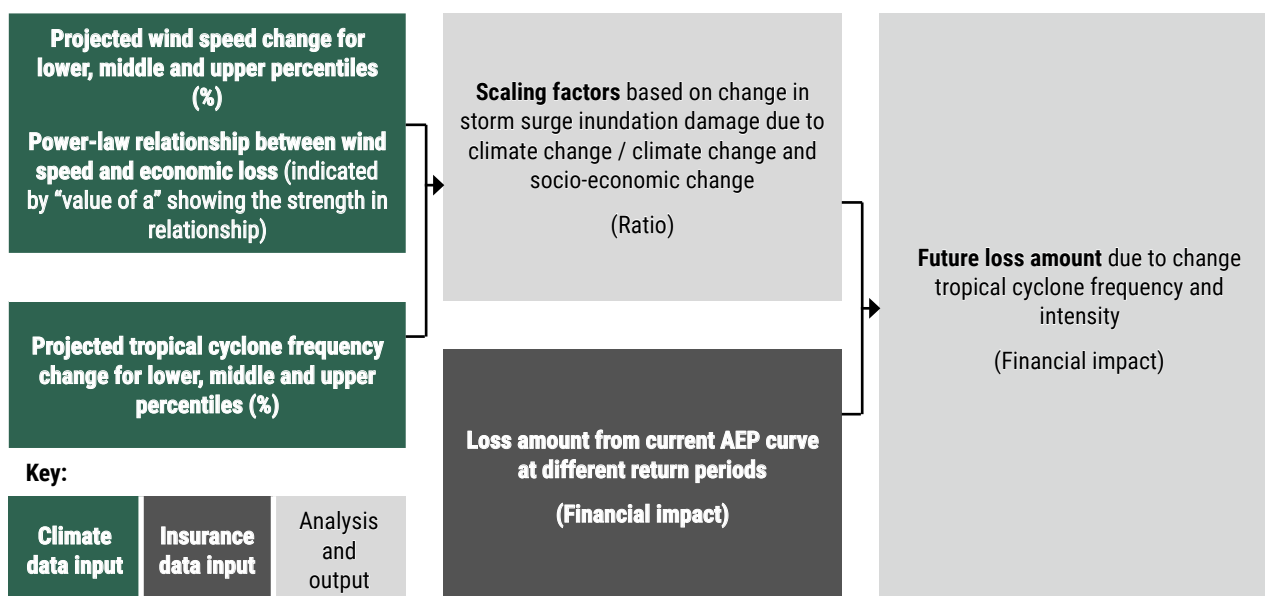 Projected wind speed change for
lower, middle and upper percentiles
(%)
Power-law relationship between wind
speed and economic loss (indicated
by “value of a” showing the strength in
relationship)
Projected tropical cyclone frequency
change for lower, middle and upper
percentiles (%)
Key:
Climate
data input
Insurance
data input
Analysis
and
output
Scaling factors based on change in
storm surge inundation damage due to
climate change / climate change and
socio-economic change
(Ratio)
Loss amount from current AEP curve
at different return periods
(Financial impact)
Future loss amount due to change
tropical cyclone frequency and
intensity
(Financial impact)